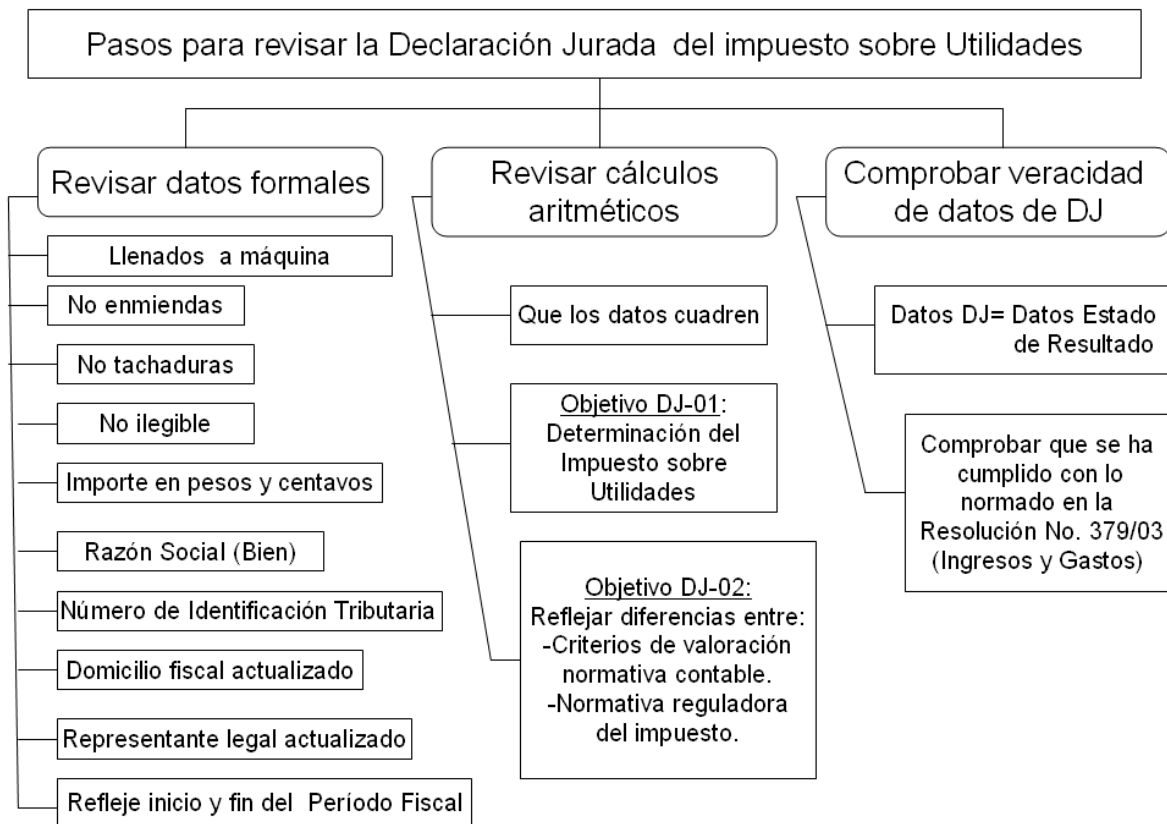 Pasos para revisar la Declaración Jurada del impuesto sobre Utilidades
Revisar datos formales
Llenados a máquina
No enmiendas
No tachaduras
No ilegible
Importe en pesos y centavos
Razón Social (Bien)
Número de Identificación Tributaria
Domicilio fiscal actualizado
Representante legal actualizado
Refleje inicio y fin del Período Fiscal
Revisar cálculos
aritméticos
Que los datos cuadren
Objetivo DJ-01:
Determinación del
Impuesto sobre
Utilidades
Objetivo DJ-02:
Reflejar diferencias entre:
-Criterios de valoración
normativa contable.
-Normativa reguladora
del impuesto.
Comprobar veracidad
de datos de DJ
Datos DJ= Datos Estado
de Resultado
Comprobar que se ha
cumplido con lo
normado en la
Resolución No. 379/03
(Ingresos y Gastos)